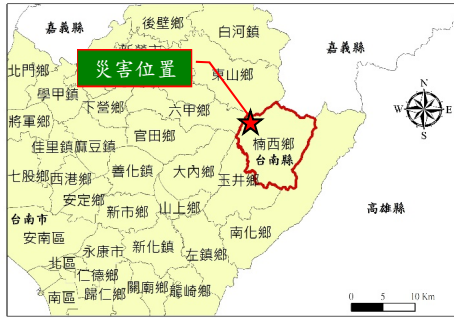 嘉義縣
後壁鄉
白河鎮
嘉義縣
災害位置
東山鄉
北門鄉
學甲鎮
下營鄉
六甲鄉
N
W
E
S
將軍鄉
官田鄉
楠西鄉
佳里鎮
麻豆鎮
台南縣
七股鄉
西港鄉
善化鎮
大內鄉
玉井鄉
安定鄉
新市鄉
山上鄉
高雄縣
台南市
安南區
南化鄉
永康市
新化鎮
左鎮鄉
北區
仁德鄉
南區
歸仁鄉
關廟鄉
龍崎鄉
0 5 10 Km